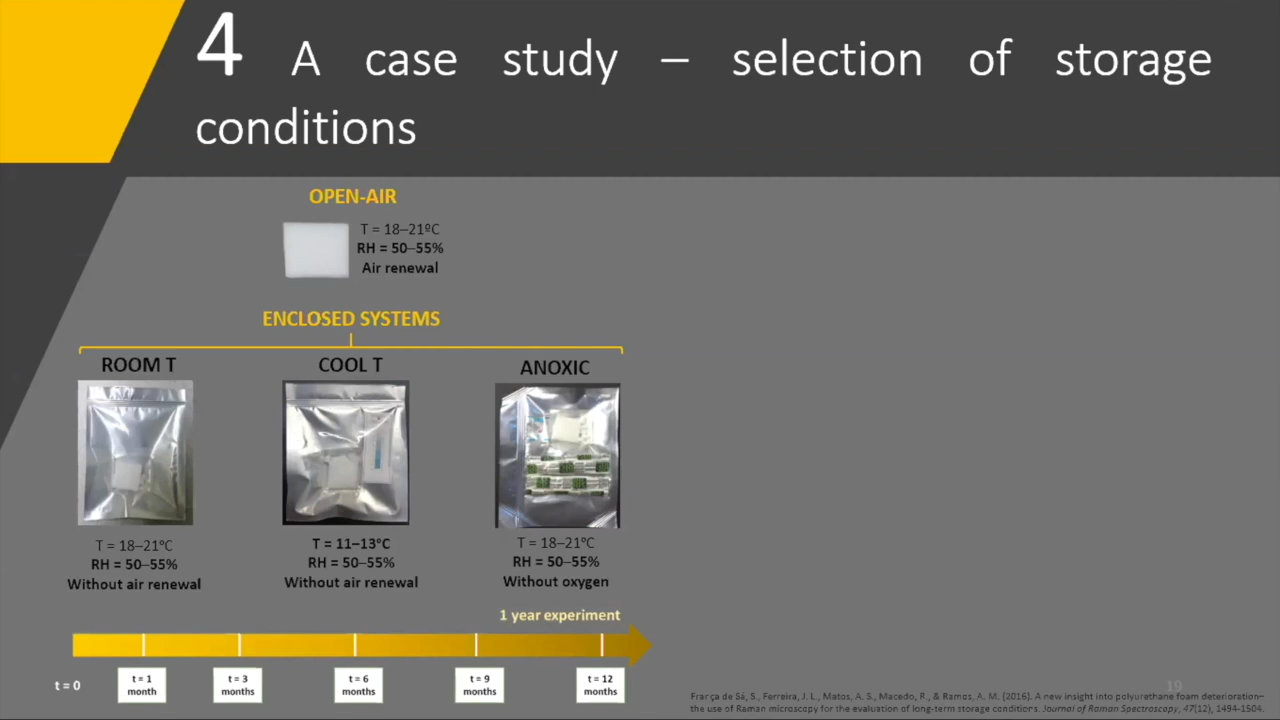 4 A case study – selection of storage
conditions
OPEN-AIR
T = 18–21ºC
RH = 50–55%
Air renewal
ENCLOSED SYSTEMS
ROOM T
COOL T
ANOXIC
T = 18–21°C
RH = 50–55%
Without air renewal
T = 11–13°C
RH = 50–55%
Without air renewal
T = 18–21°C
RH = 50–55%
Without oxygen
1 year experiment
t = 0
t = 1
month
t = 3
months
t = 6
months
t = 9
months
t = 12
months
19
França de Sá, S., Ferreira, J. L., Matos, A. S., Macedo, R., & Ramos, A. M. (2016). A new insight into polyurethane foam deterioration–
the use of Raman microscopy for the evaluation of long-term storage conditions. Journal of Raman Spectroscopy, 47(12), 1494-1504.